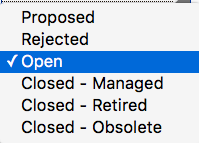 Proposed
Rejected
✓ Open
Closed - Managed
Closed - Retired
Closed - Obsolete